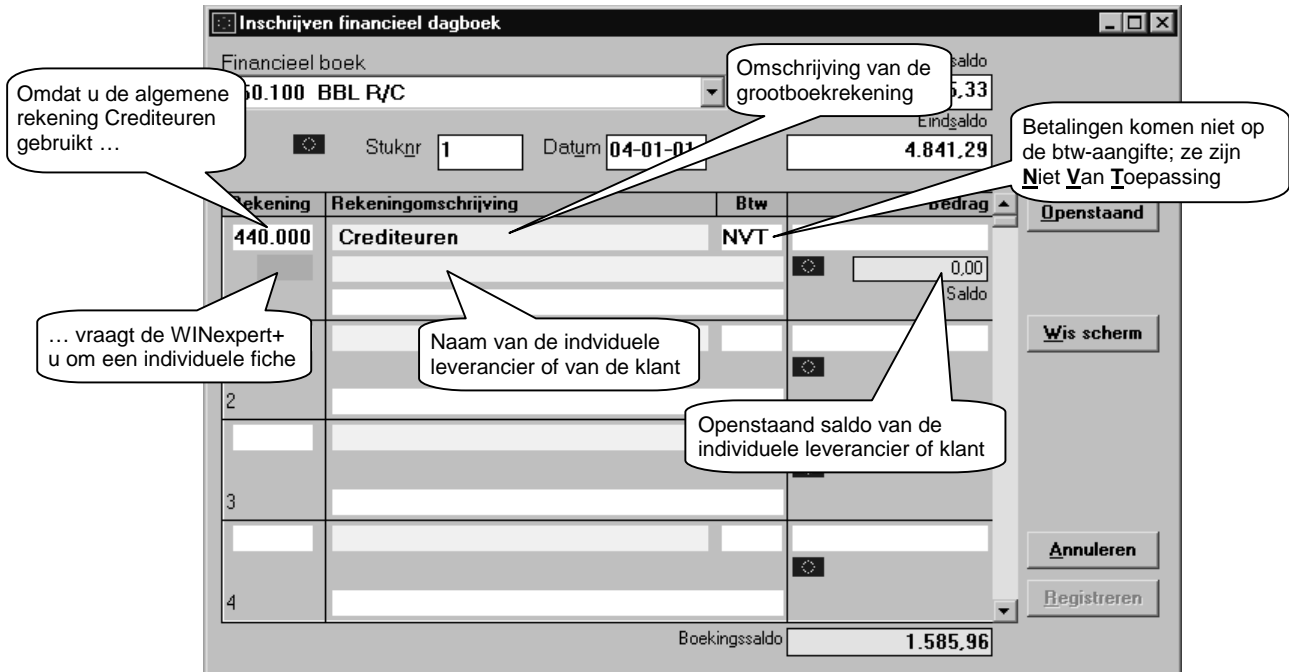 Inschrijven financieel dagboek
Financieel boek
saldo
50.100 BBL R/C
5,33
Omschrijving van de
grootboekrekening
Omdat u de algemene
rekening Crediteuren
gebruikt …
Eindsaldo
Stuknr 1 Datum 04-01-01
4.841,29
Betalingen komen niet op
de btw-aangifte; ze zijn
Niet Van Toepassing
Rekening Rekeningomschrijving Btw Bedrag
Openstaand
440.000 Crediteuren NVT
0,00
Saldo
… vraagt de WINexpert+
u om een individuele fiche
Naam van de indviduele
leverancier of van de klant
Wis scherm
2
Openstaand saldo van de
individuele leverancier of klant
3
Annuleren
4
Registreren
Boekingssaldo 1.585,96